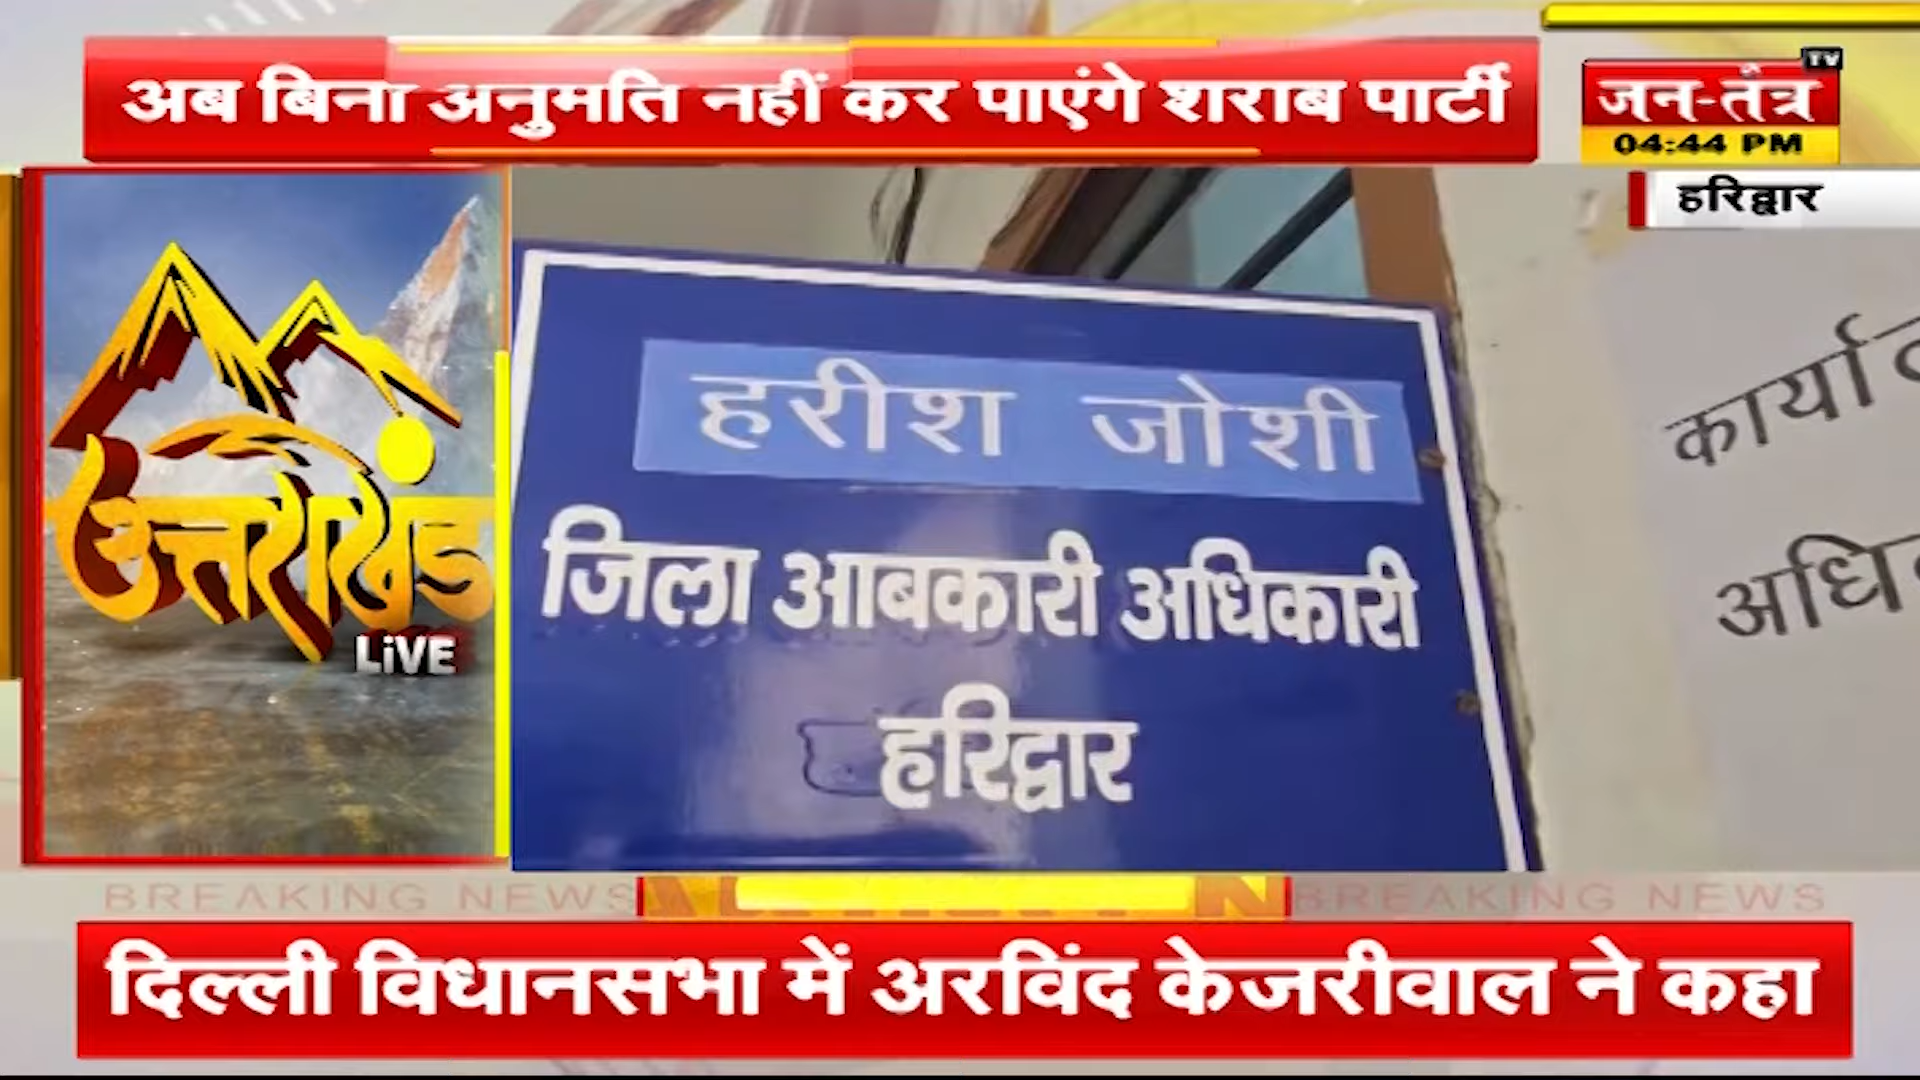 अब बिना अनुमति नहीं कर पाएंगे शराब पार्टी
TV
जन-तंत्र
04:44 PM
हरिद्वार
उत्तराखंड
LiVE
हरीश जोशी
जिला आबकारी अधिकारी
हरिद्वार
BREAKING NEWS
BREAKING NEWS
दिल्ली विधानसभा में अरविंद केजरीवाल ने कहा